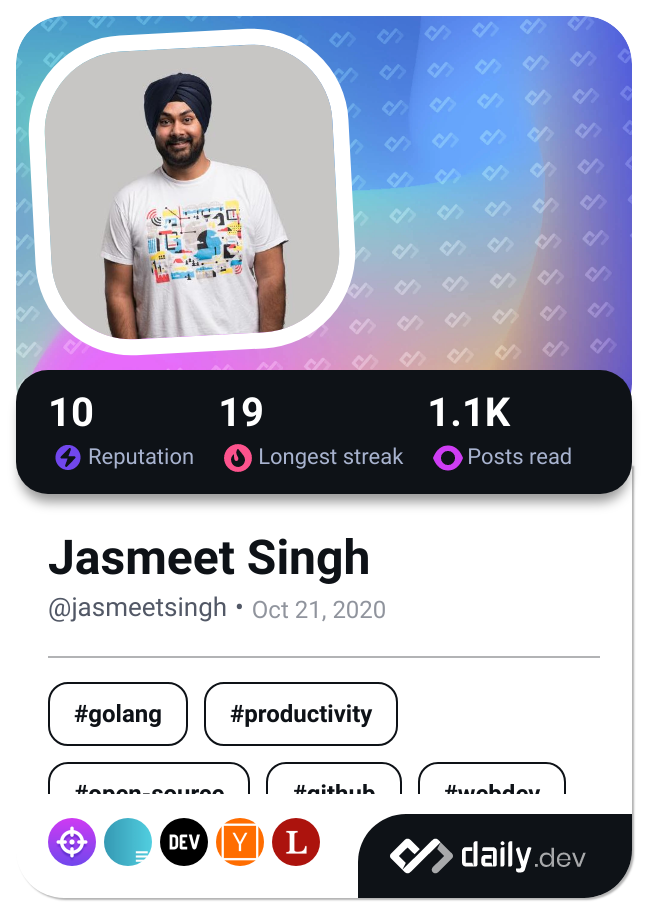 10 19 1.1K
Reputation Longest streak Posts read
Jasmeet Singh
@jasmeetsingh • Oct 21, 2020
#golang #productivity
#open-source #github #webdev
DEV Y L daily.dev